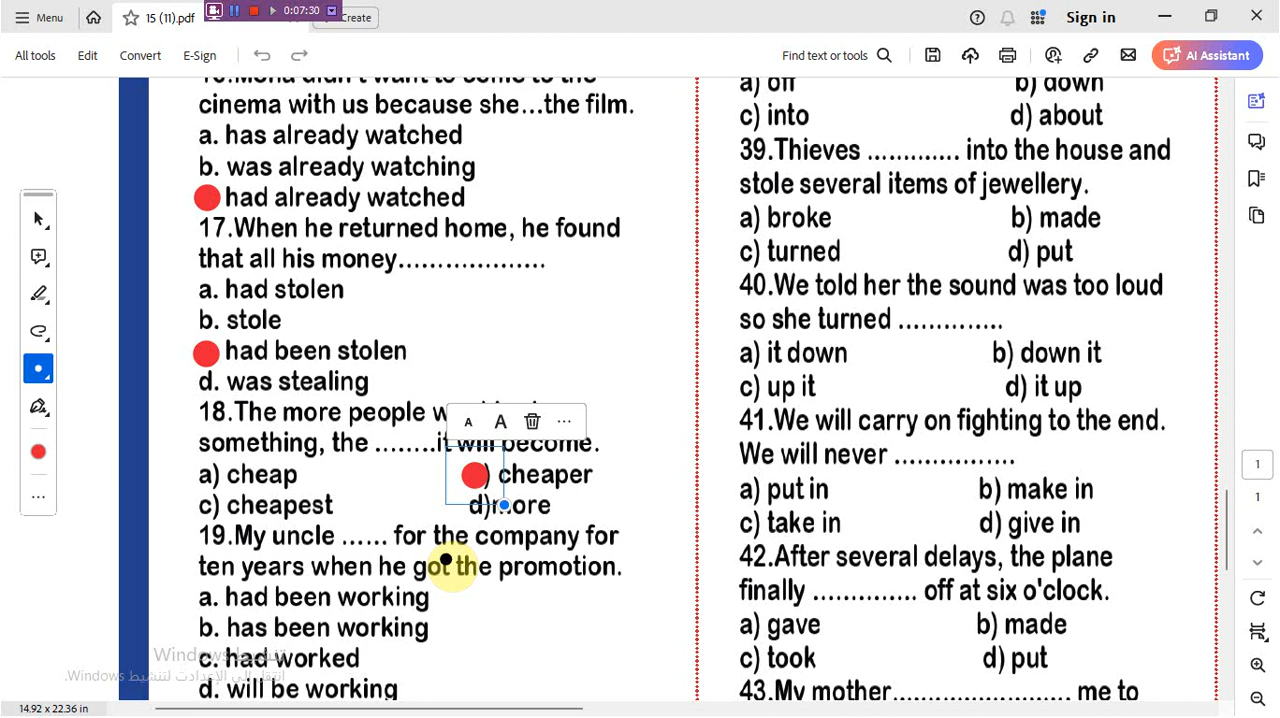 Menu
15 (11).pdf
0:07:30
Create
Sign in
All tools
Edit
Convert
E-Sign
Find text or tools
AI Assistant
cinema with us because she...the film.
a. has already watched
b. was already watching
had already watched
17.When he returned home, he found
that all his money...................
a. had stolen
b. stole
had been stolen
d. was stealing
18.The more people
something, the ........it will become.
a) cheap
) cheaper
c) cheapest
d)more
19.My uncle ...... for the company for
ten years when he got the promotion.
a. had been working
b. has been working
c. had worked
d. will be working
a) off
b) down
c) into
d) about
39.Thieves ............. into the house and
stole several items of jewellery.
a) broke
b) made
c) turned
d) put
40.We told her the sound was too loud
so she turned ..............
a) it down
b) down it
c) up it
d) it up
41.We will carry on fighting to the end.
We will never ................
a) put in
b) make in
c) take in
d) give in
42.After several delays, the plane
finally .............. off at six o'clock.
a) gave
b) made
c) took
d) put
43.My mother........................ me to
A
A
1
1
تنشيط Windows
انتقل إلى الإعدادات لتنشيط Windows.
14.92 x 22.36 in